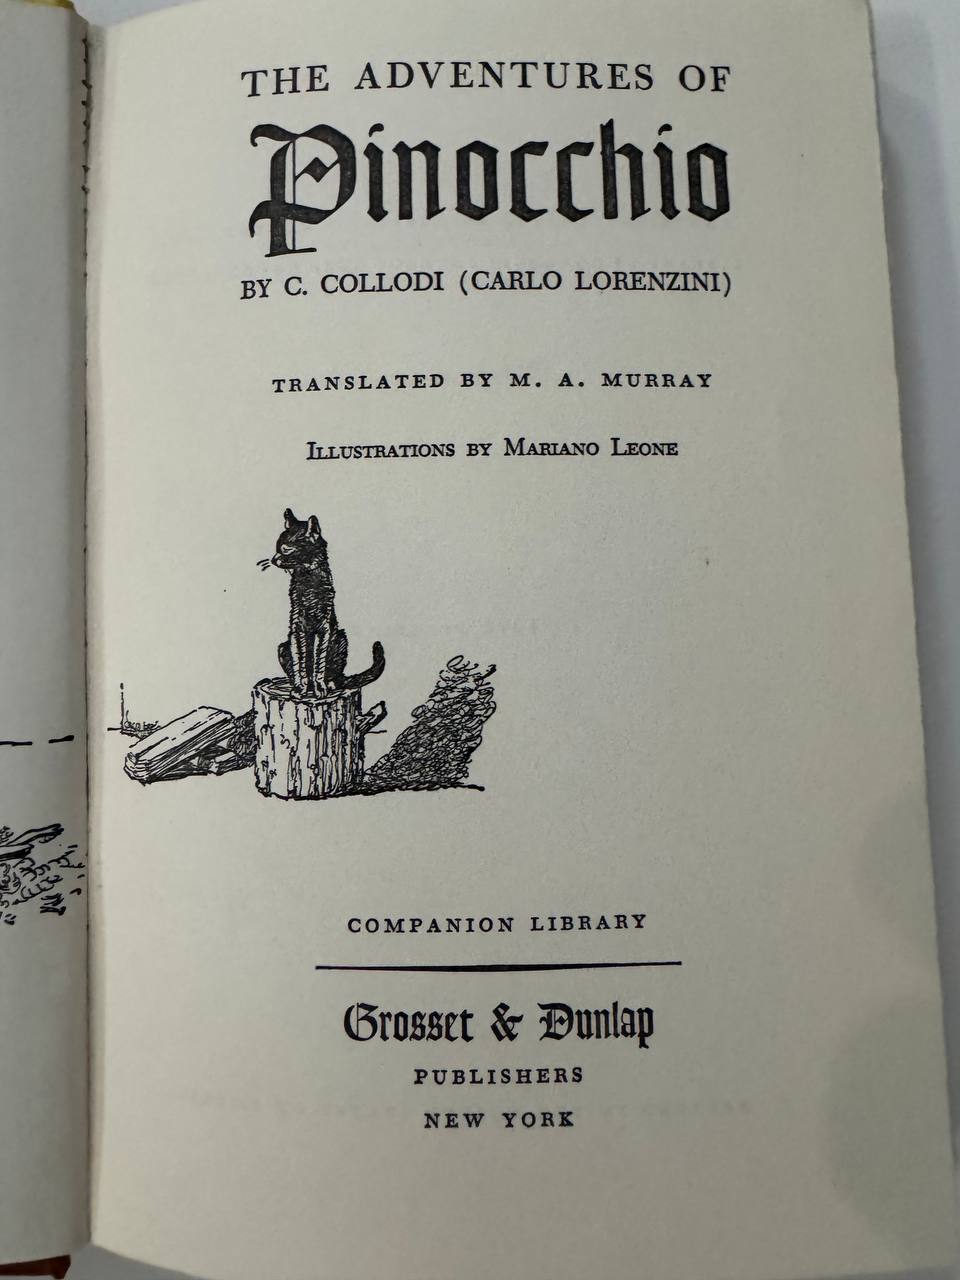 THE ADVENTURES OF
Pinocchio
BY C. COLLODI (CARLO LORENZINI)
TRANSLATED BY M. A. MURRAY
ILLUSTRATIONS BY MARIANO LEONE
COMPANION LIBRARY
Grosset & Dunlap
PUBLISHERS
NEW YORK